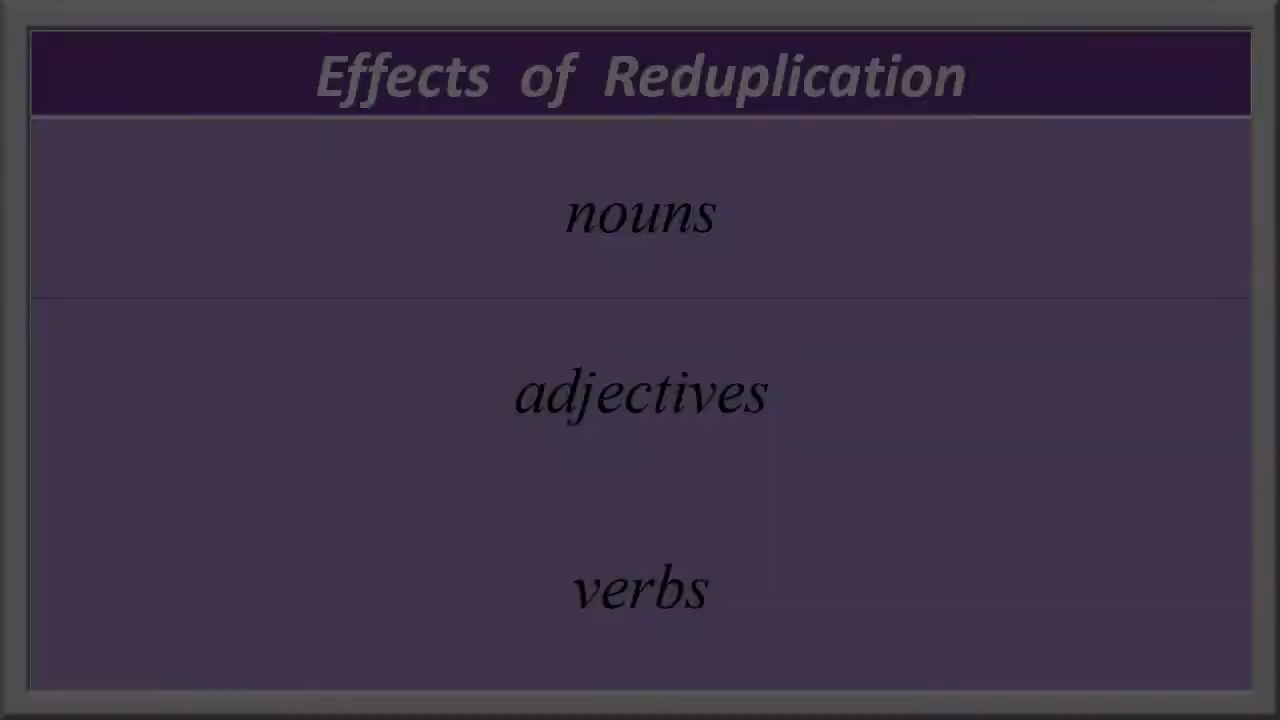 Effects of Reduplication
nouns
adjectives
verbs